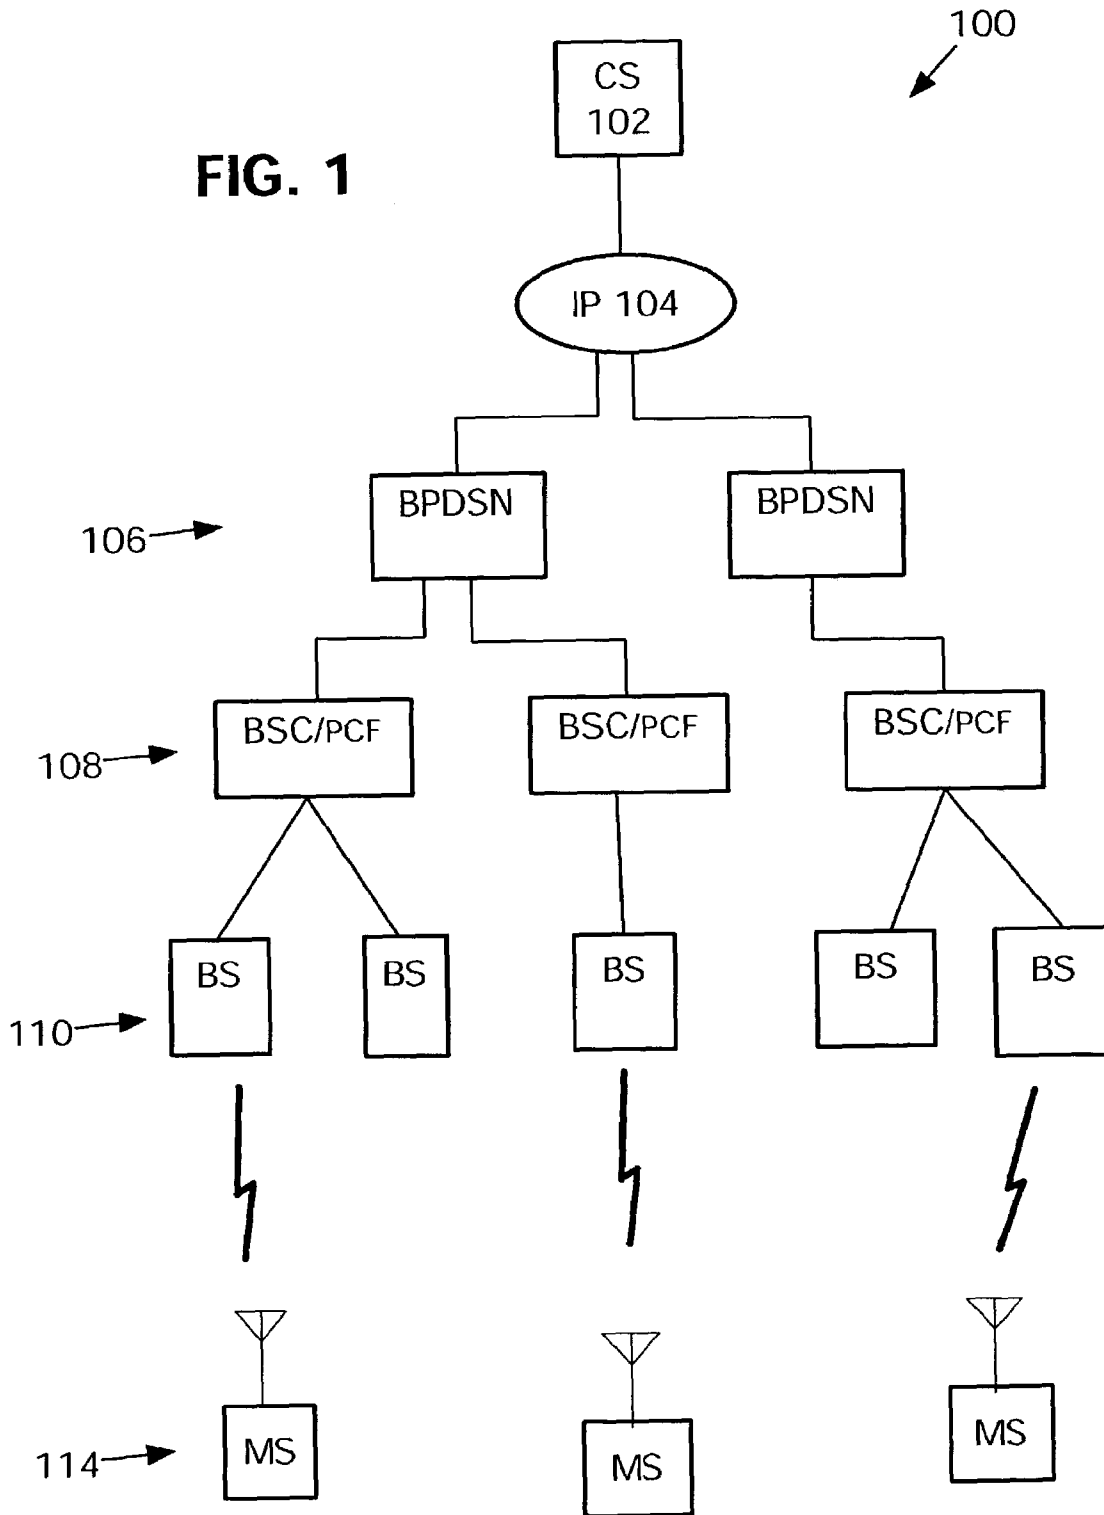 100
CS
102
FIG. 1
IP 104
BPDSN
BPDSN
106
BSC/PCF
BSC/PCF
BSC/PCF
108
BS
BS
BS
BS
BS
110
MS
MS
MS
114